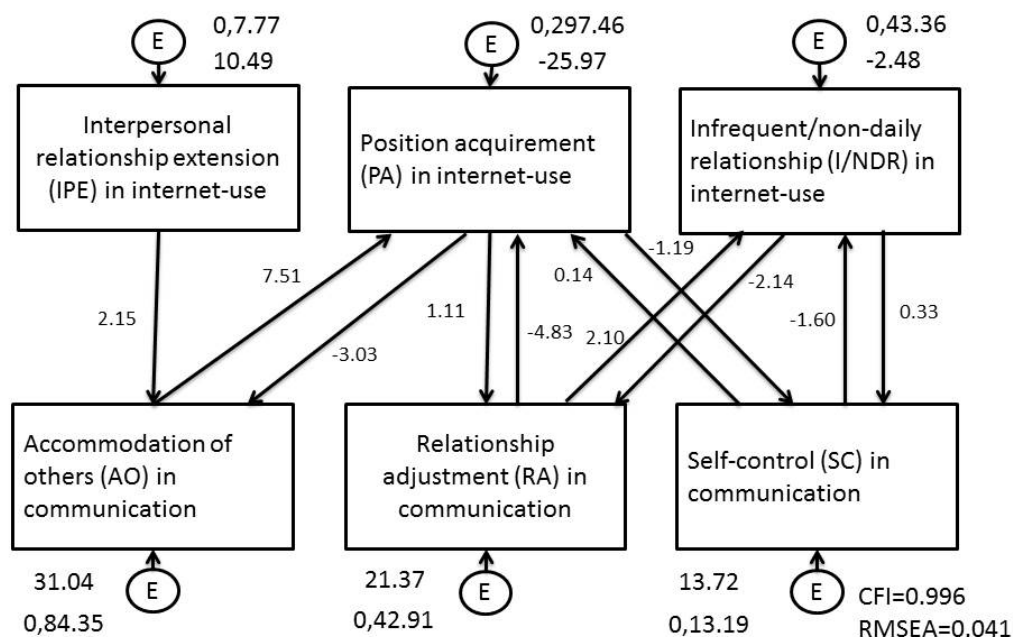 E
0,7.77
10.49
E
0,297.46
-25.97
E
0,43.36
-2.48
Interpersonal
relationship extension
(IPE) in internet-use
Position acquirement
(PA) in internet-use
Infrequent/non-daily
relationship (I/NDR) in
internet-use
2.15
7.51
-3.03
1.11
-4.83
2.10
0.14
-1.19
-2.14
-1.60
0.33
Accommodation of
others (AO) in
communication
Relationship
adjustment (RA) in
communication
Self-control (SC) in
communication
31.04
0,84.35
E
21.37
0,42.91
E
13.72
0,13.19
E
CFI=0.996
RMSEA=0.041